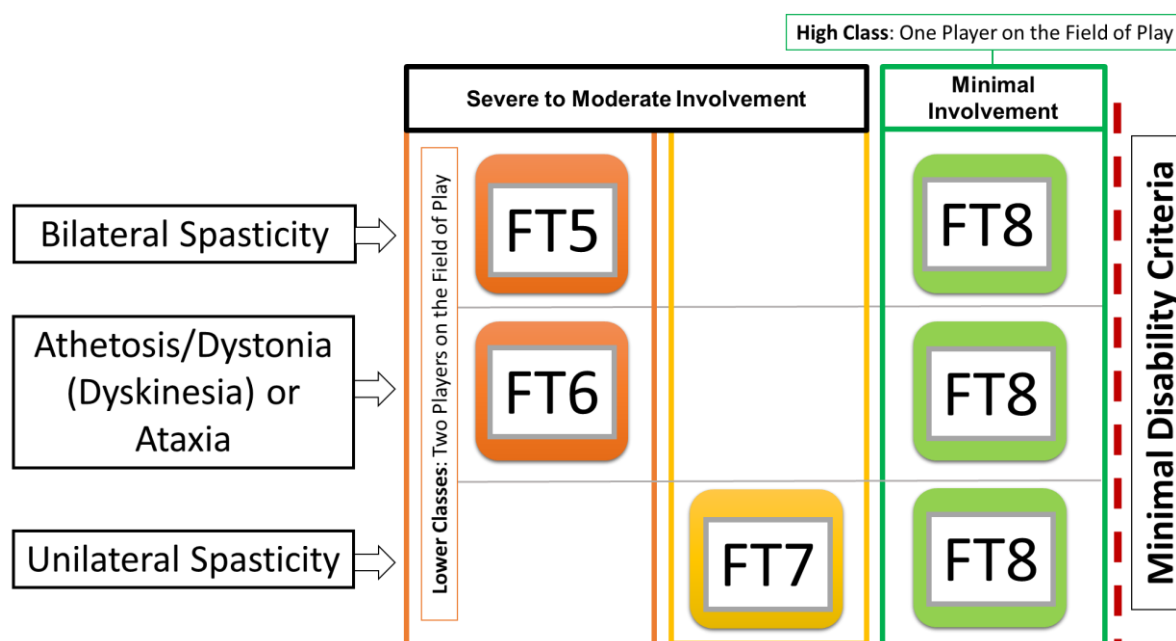 High Class: One Player on the Field of Play
Severe to Moderate Involvement
Minimal
Involvement
Lower Classes: Two Players on the Field of Play
Minimal Disability Criteria
Bilateral Spasticity
FT5
FT8
Athetosis/Dystonia
(Dyskinesia) or
Ataxia
FT6
FT8
Unilateral Spasticity
FT7
FT8